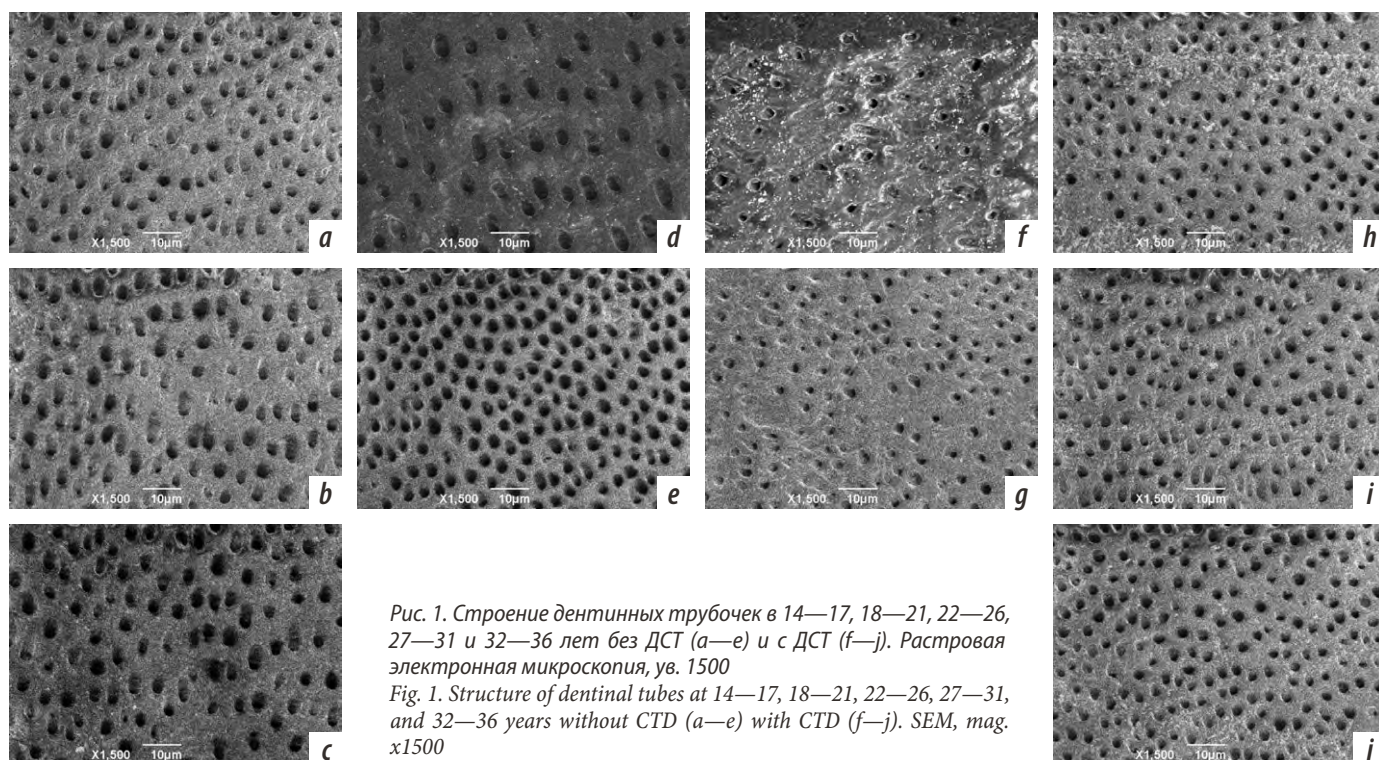 X1,500 10µm a
X1,500 10µm d
X1,500 10µm f
X1,500 10µm h
X1,500 10µm b
X1,500 10µm e
X1,500 10µm g
X1,500 10µm i
X1,500 10µm c
Рис. 1. Строение дентинных трубочек в 14—17, 18—21, 22—26,
27—31 и 32—36 лет без ДСТ (a—e) и с ДСТ (f—j). Растровая
электронная микроскопия, ув. 1500
Fig. 1. Structure of dentinal tubes at 14—17, 18—21, 22—26, 27—31,
and 32—36 years without CTD (a—e) with CTD (f—j). SEM, mag.
x1500
X1,500 10µm j